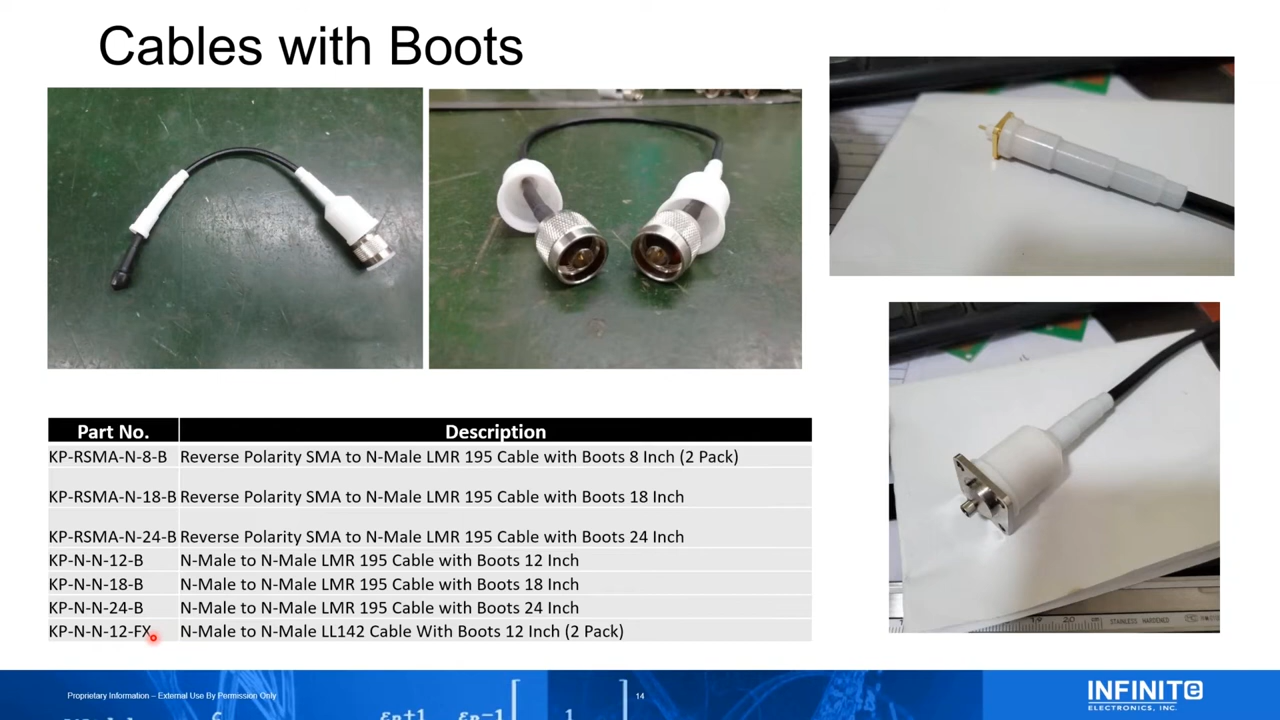 Cables with Boots
Part No. Description
KP-RSMA-N-8-B Reverse Polarity SMA to N-Male LMR 195 Cable with Boots 8 Inch (2 Pack)
KP-RSMA-N-18-B Reverse Polarity SMA to N-Male LMR 195 Cable with Boots 18 Inch
KP-RSMA-N-24-B Reverse Polarity SMA to N-Male LMR 195 Cable with Boots 24 Inch
KP-N-N-12-B N-Male to N-Male LMR 195 Cable with Boots 12 Inch
KP-N-N-18-B N-Male to N-Male LMR 195 Cable with Boots 18 Inch
KP-N-N-24-B N-Male to N-Male LMR 195 Cable with Boots 24 Inch
KP-N-N-12-FX N-Male to N-Male LL142 Cable With Boots 12 Inch (2 Pack)
STAINLESS HARDENED
Proprietary Information – External Use By Permission Only
14
INFINITe
ELECTRONICS, INC.